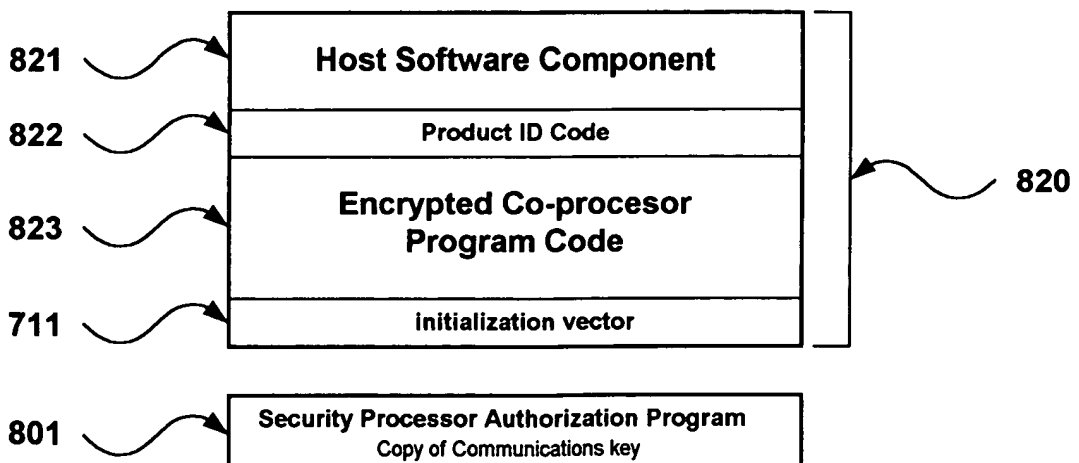 821
Host Software Component
822
Product ID Code
823
Encrypted Co-procesor
Program Code
820
711
initialization vector
801
Security Processor Authorization Program
Copy of Communications key